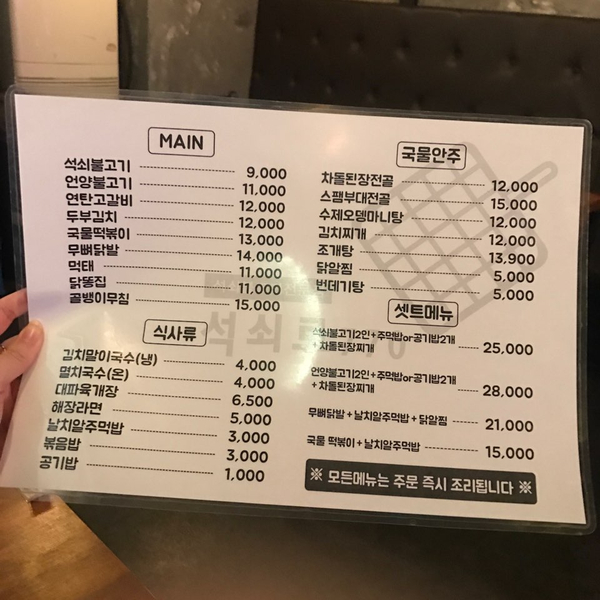 MAIN
석쇠불고기 9,000
언양불고기 11,000
연탄고갈비 12,000
두부김치 12,000
국물떡볶이 13,000
무뼈닭발 14,000
먹태 11,000
닭똥집 11,000
골뱅이무침 15,000
식사류
김치말이국수(냉) 4,000
멸치국수(온) 4,000
대파육개장 6,500
해장라면 5,000
날치알주먹밥 3,000
볶음밥 3,000
공기밥 1,000
국물안주
차돌된장전골 12,000
스팸부대전골 15,000
수제오뎅마니탕 12,000
김치찌개 12,000
조개탕 13,900
닭알찜 5,000
번데기탕 5,000
셋트메뉴
석쇠불고기2인+주먹밥or공기밥2개
+ 차돌된장찌개 25,000
언양불고기2인+주먹밥or공기밥2개
+ 차돌된장찌개 28,000
무뼈닭발 + 날치알주먹밥 + 닭알찜 21,000
국물 떡볶이 + 날치알주먹밥 15,000
※ 모든메뉴는 주문 즉시 조리됩니다 ※
석쇠